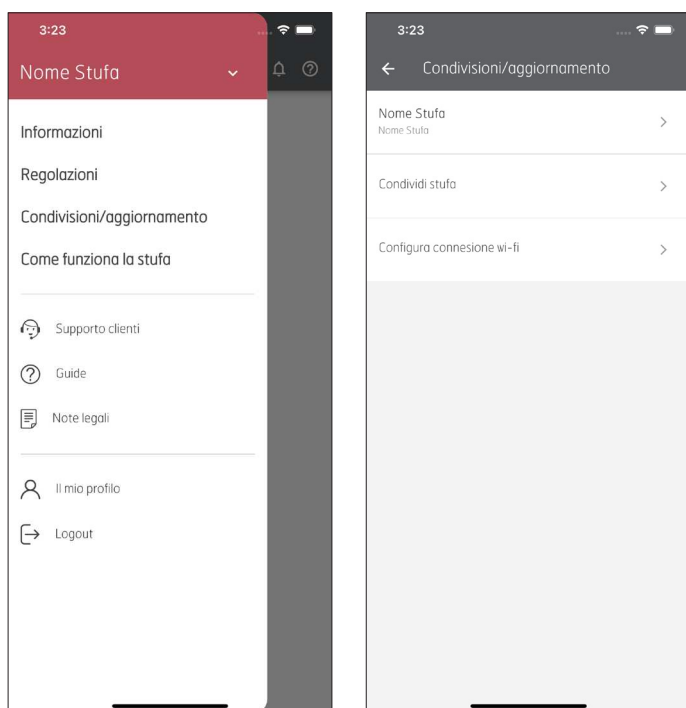 3:23
Nome Stufa
Informazioni
Regolazioni
Condivisioni/aggiornamento
Come funziona la stufa
Supporto clienti
Guide
Note legali
Il mio profilo
Logout
3:23
Condivisioni/aggiornamento
Nome Stufa
Nome Stufa
Condividi stufa
Configura connesione wi-fi